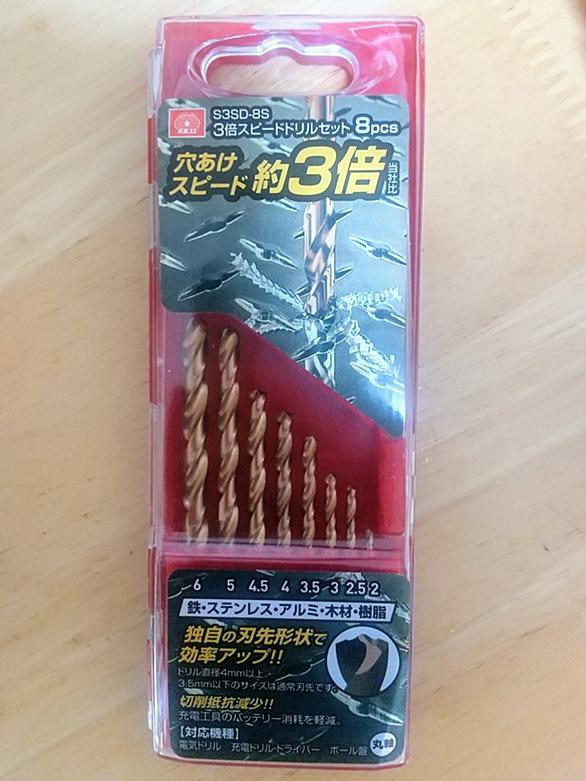 SK11
S3SD-8S
3倍スピードドリルセット 8pcs
穴あけ
スピード 約3倍 当社比
6 5 4.5 4 3.5 3 2.5 2
鉄・ステンレス・アルミ・木材・樹脂
独自の刃先形状で
効率アップ!!
ドリル直径4mm以上。
3.5mm以下のサイズは通常刃先です。
切削抵抗減少!!
充電工具のバッテリー消耗を軽減。
【対応機種】
電気ドリル 充電ドリル・ドライバー ボール盤
丸軸